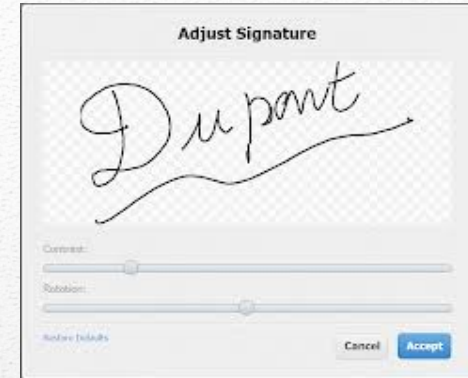 Adjust Signature
Dupont
Contrast:
Rotation:
Restore Defaults
Cancel
Accept